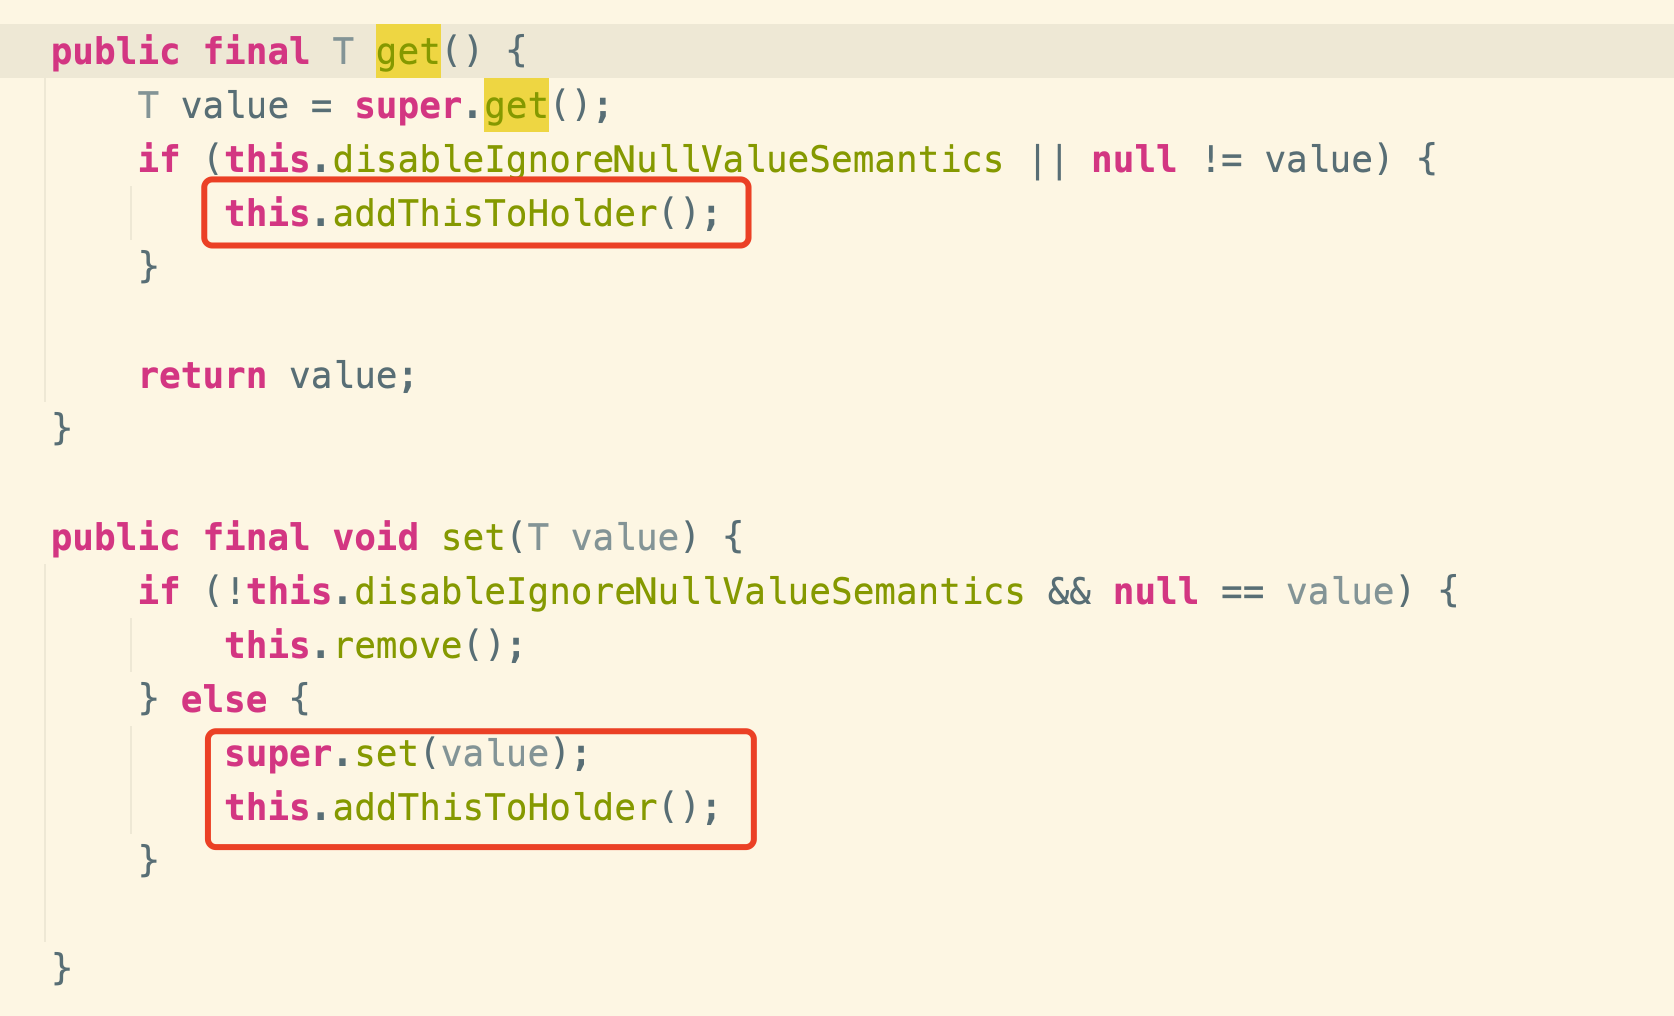 public final T get() {
    T value = super.get();
    if (this.disableIgnoreNullValueSemantics || null != value) {
        this.addThisToHolder();
    }
    return value;
}
public final void set(T value) {
    if (!this.disableIgnoreNullValueSemantics && null == value) {
        this.remove();
    } else {
        super.set(value);
        this.addThisToHolder();
    }
}